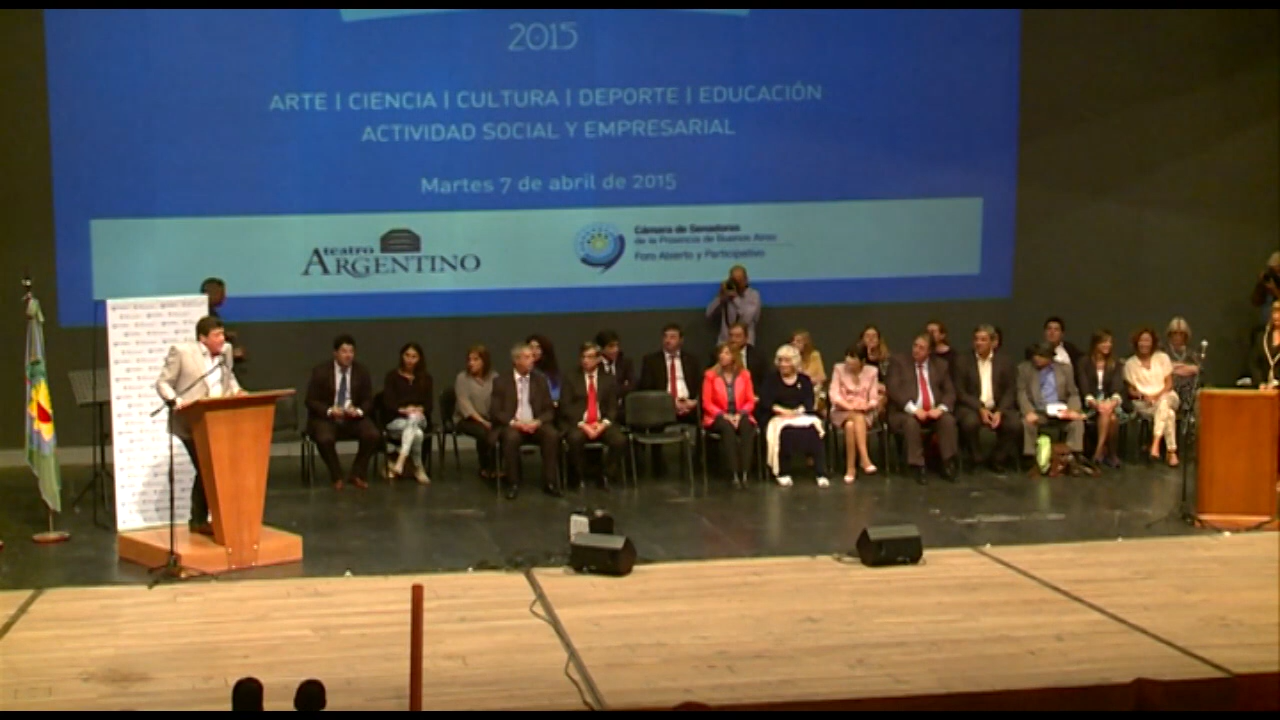 2015
ARTE | CIENCIA | CULTURA | DEPORTE | EDUCACIÓN
ACTIVIDAD SOCIAL Y EMPRESARIAL
Martes 7 de abril de 2015
teatro
ARGENTINO
Cámara de Senadores
de la Provincia de Buenos Aires
Foro Abierto y Participativo